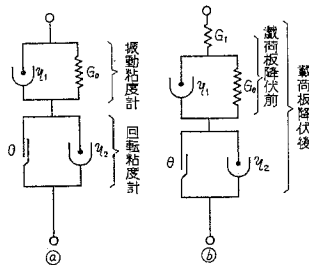 η₁
G₀
振動粘度計
θ
η₂
回転粘度計
ⓐ
G₁
η₁
G₀
載荷板降伏前
θ
η₂
載荷板降伏後
ⓑ